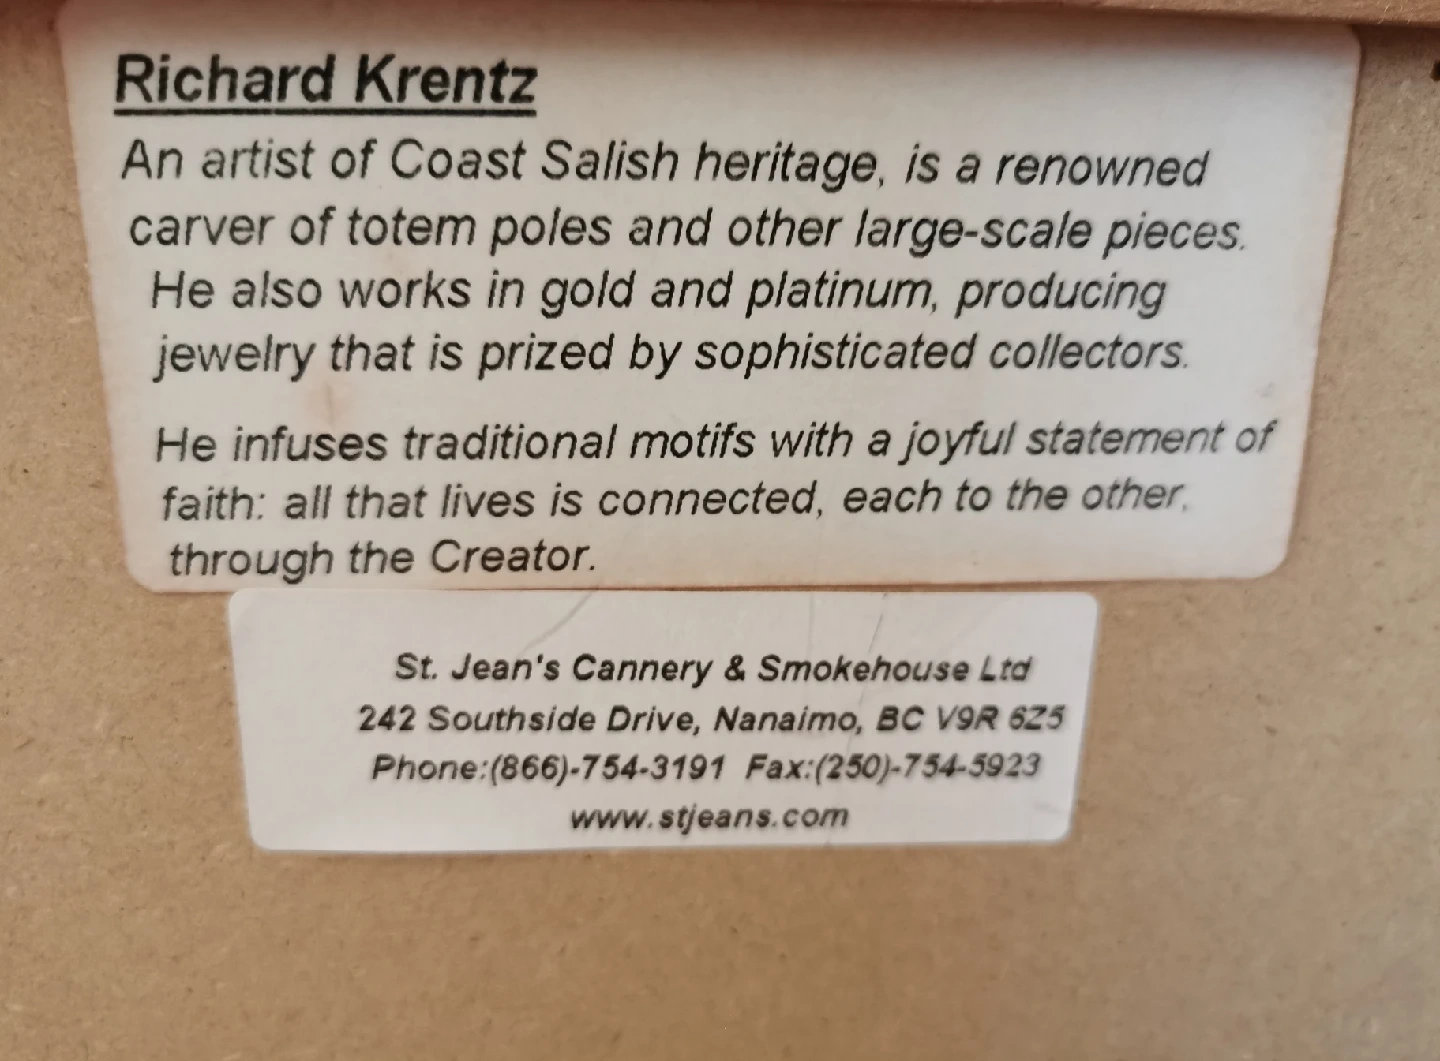 Richard Krentz
An artist of Coast Salish heritage, is a renowned
carver of totem poles and other large-scale pieces.
He also works in gold and platinum, producing
jewelry that is prized by sophisticated collectors.
He infuses traditional motifs with a joyful statement of
faith: all that lives is connected, each to the other,
through the Creator.
St. Jean's Cannery & Smokehouse Ltd
242 Southside Drive, Nanaimo, BC V9R 6Z5
Phone:(866)-754-3191 Fax:(250)-754-5923
www.stjeans.com